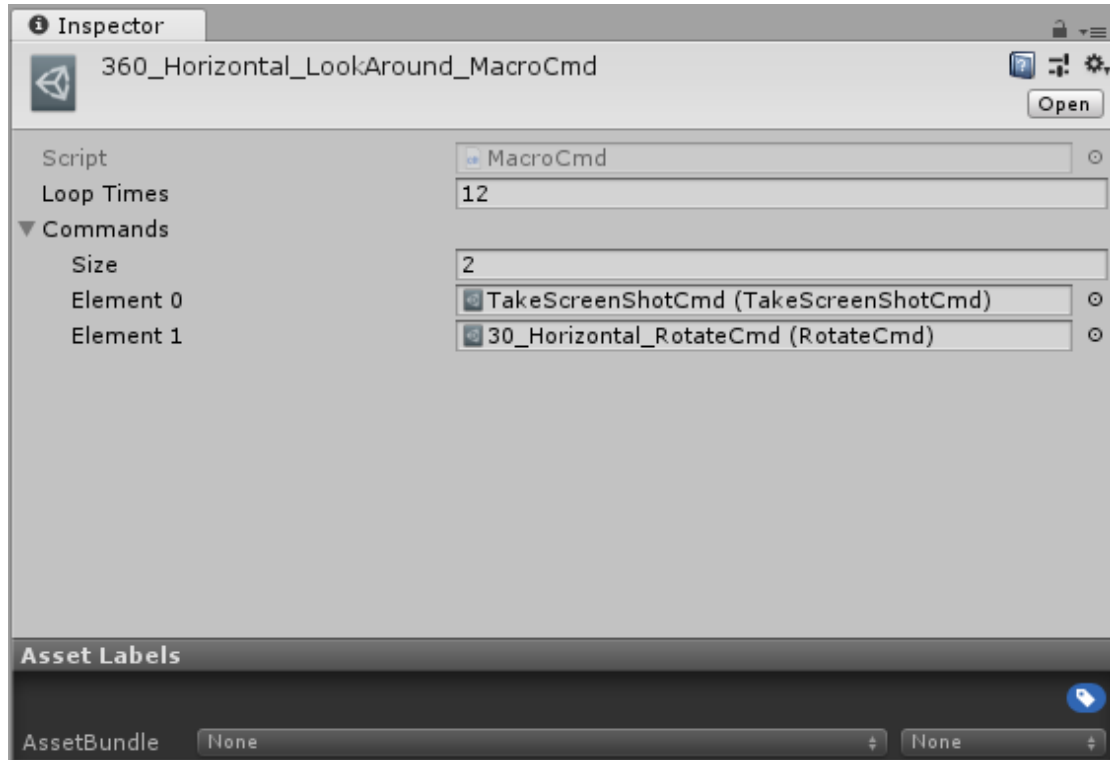 Inspector
360_Horizontal_LookAround_MacroCmd
Open
Script MacroCmd
Loop Times 12
Commands
Size 2
Element 0 TakeScreenShotCmd (TakeScreenShotCmd)
Element 1 30_Horizontal_RotateCmd (RotateCmd)
Asset Labels
AssetBundle None None